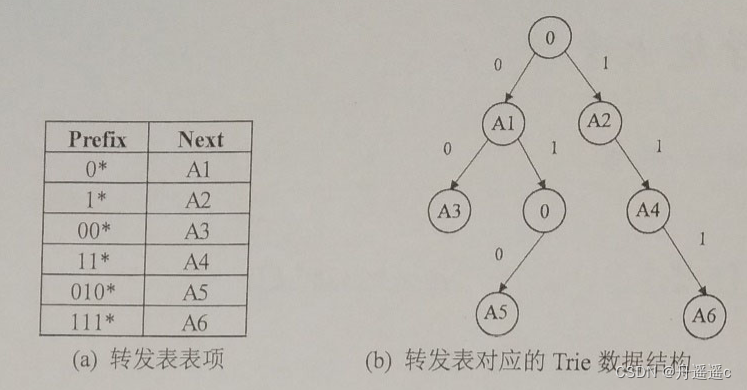 Prefix Next
0* A1
1* A2
00* A3
11* A4
010* A5
111* A6
(a) 转发表表项
0
0 1
A1 A2
0 1 1
A3 0 A4
0 1
A5 A6
(b) 转发表对应的 Trie 数据结构
CSDN @丹遥遥c